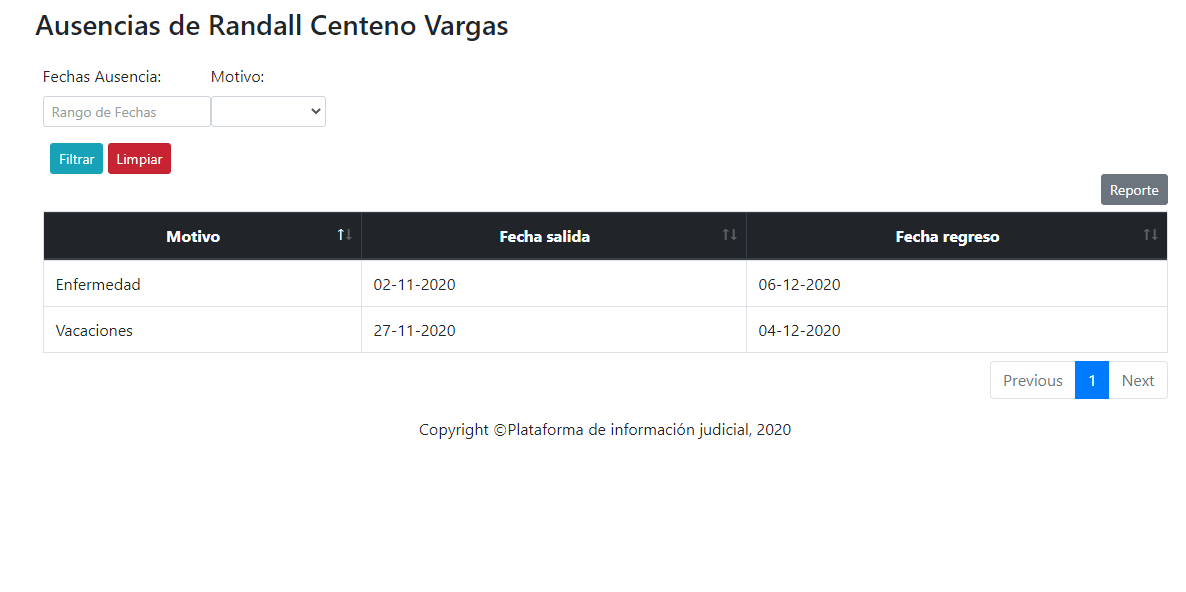 Ausencias de Randall Centeno Vargas
Fechas Ausencia: Motivo:
Rango de Fechas
Filtrar Limpiar
Reporte
Motivo Fecha salida Fecha regreso
Enfermedad 02-11-2020 06-12-2020
Vacaciones 27-11-2020 04-12-2020
Previous 1 Next
Copyright ©Plataforma de información judicial, 2020